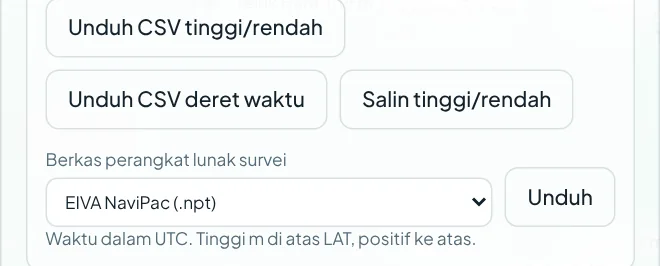 Unduh CSV tinggi/rendah
Unduh CSV deret waktu
Salin tinggi/rendah
Berkas perangkat lunak survei
EIVA NaviPac (.npt)
Unduh
Waktu dalam UTC. Tinggi m di atas LAT, positif ke atas.